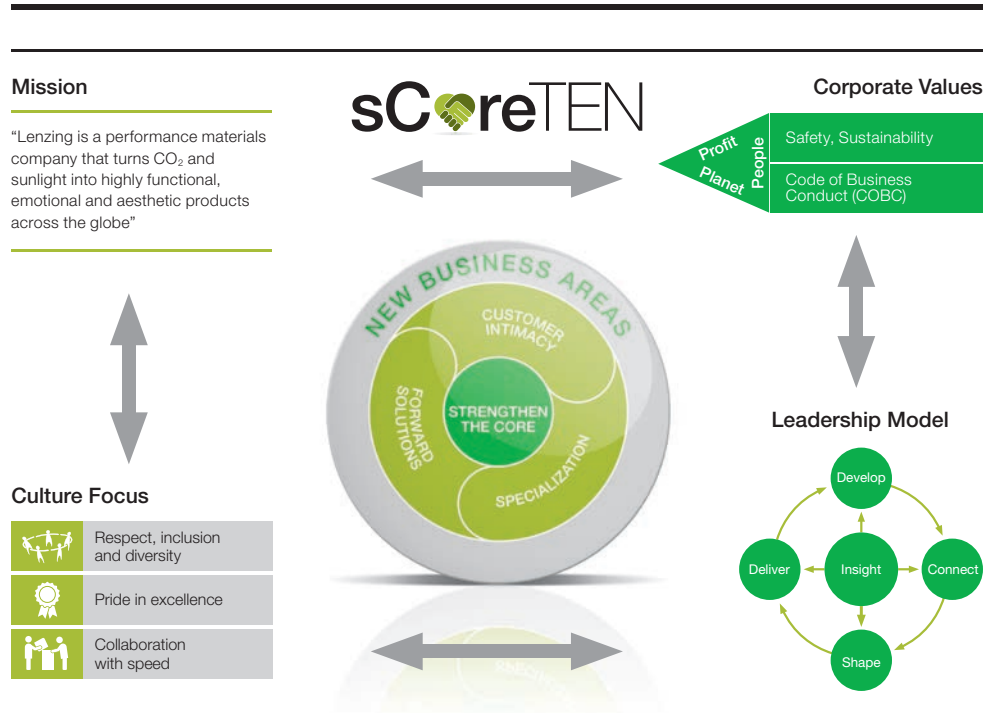 Mission
“Lenzing is a performance materials
company that turns CO₂ and
sunlight into highly functional,
emotional and aesthetic products
across the globe”
sCoreTEN
Corporate Values
Profit
Planet
People
Safety, Sustainability
Code of Business
Conduct (COBC)
NEW BUSINESS AREAS
CUSTOMER
INTIMACY
FORWARD
SOLUTIONS
STRENGTHEN
THE CORE
SPECIALIZATION
Culture Focus
Respect, inclusion
and diversity
Pride in excellence
Collaboration
with speed
Leadership Model
Develop
Deliver
Insight
Connect
Shape
SPECIALIZATION